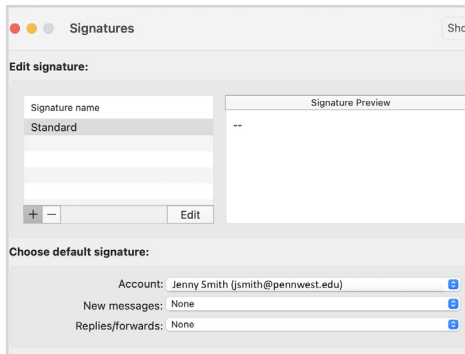 Signatures
Sho
Edit signature:
Signature name
Signature Preview
Standard
--
+ −
Edit
Choose default signature:
Account: Jenny Smith (jsmith@pennwest.edu)
New messages: None
Replies/forwards: None